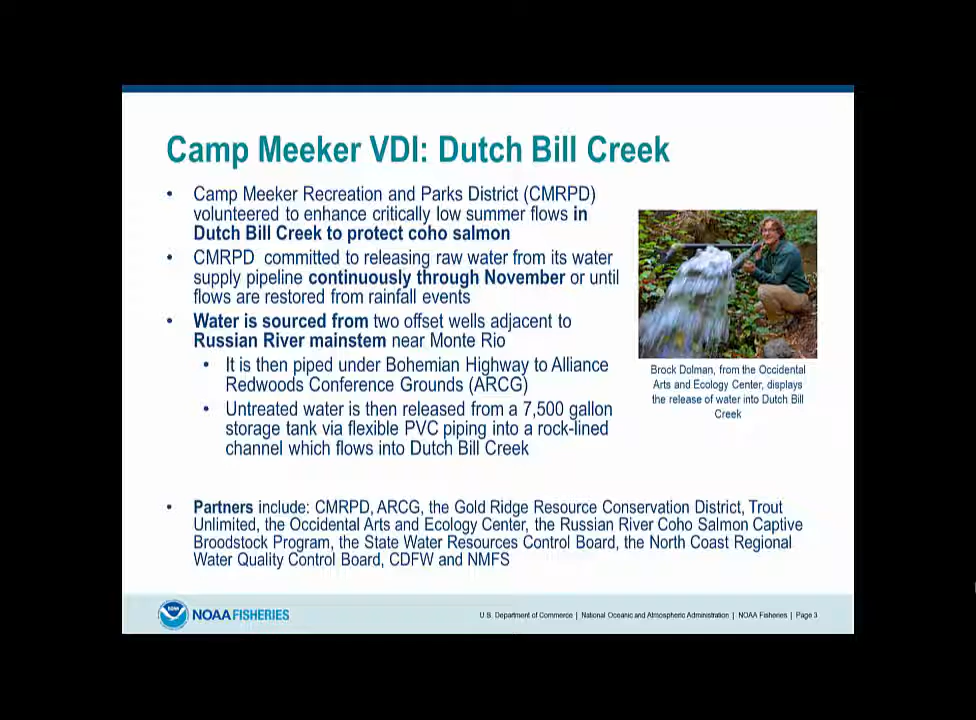 Camp Meeker VDI: Dutch Bill Creek
• Camp Meeker Recreation and Parks District (CMRPD)
volunteered to enhance critically low summer flows in
Dutch Bill Creek to protect coho salmon
• CMRPD committed to releasing raw water from its water
supply pipeline continuously through November or until
flows are restored from rainfall events
• Water is sourced from two offset wells adjacent to
Russian River mainstem near Monte Rio
• It is then piped under Bohemian Highway to Alliance
Redwoods Conference Grounds (ARCG)
• Untreated water is then released from a 7,500 gallon
storage tank via flexible PVC piping into a rock-lined
channel which flows into Dutch Bill Creek
Brock Dolman, from the Occidental
Arts and Ecology Center, displays
the release of water into Dutch Bill
Creek
• Partners include: CMRPD, ARCG, the Gold Ridge Resource Conservation District, Trout
Unlimited, the Occidental Arts and Ecology Center, the Russian River Coho Salmon Captive
Broodstock Program, the State Water Resources Control Board, the North Coast Regional
Water Quality Control Board, CDFW and NMFS
NOAA
NOAA FISHERIES
U.S. Department of Commerce | National Oceanic and Atmospheric Administration | NOAA Fisheries | Page 3